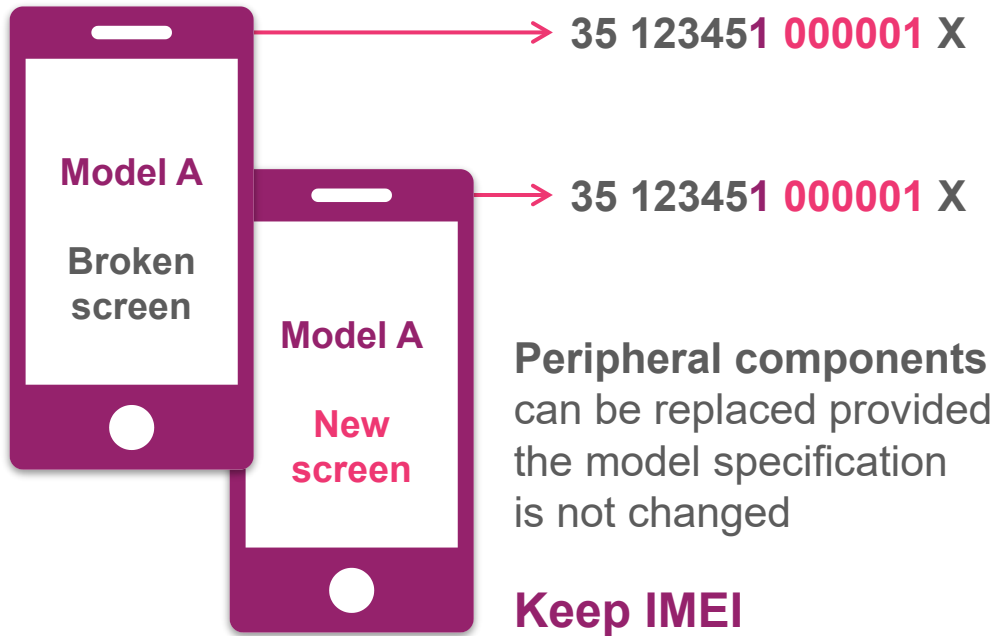 35 123451 000001 X
Model A
Broken
screen
35 123451 000001 X
Model A
New
screen
Peripheral components
can be replaced provided
the model specification
is not changed
Keep IMEI